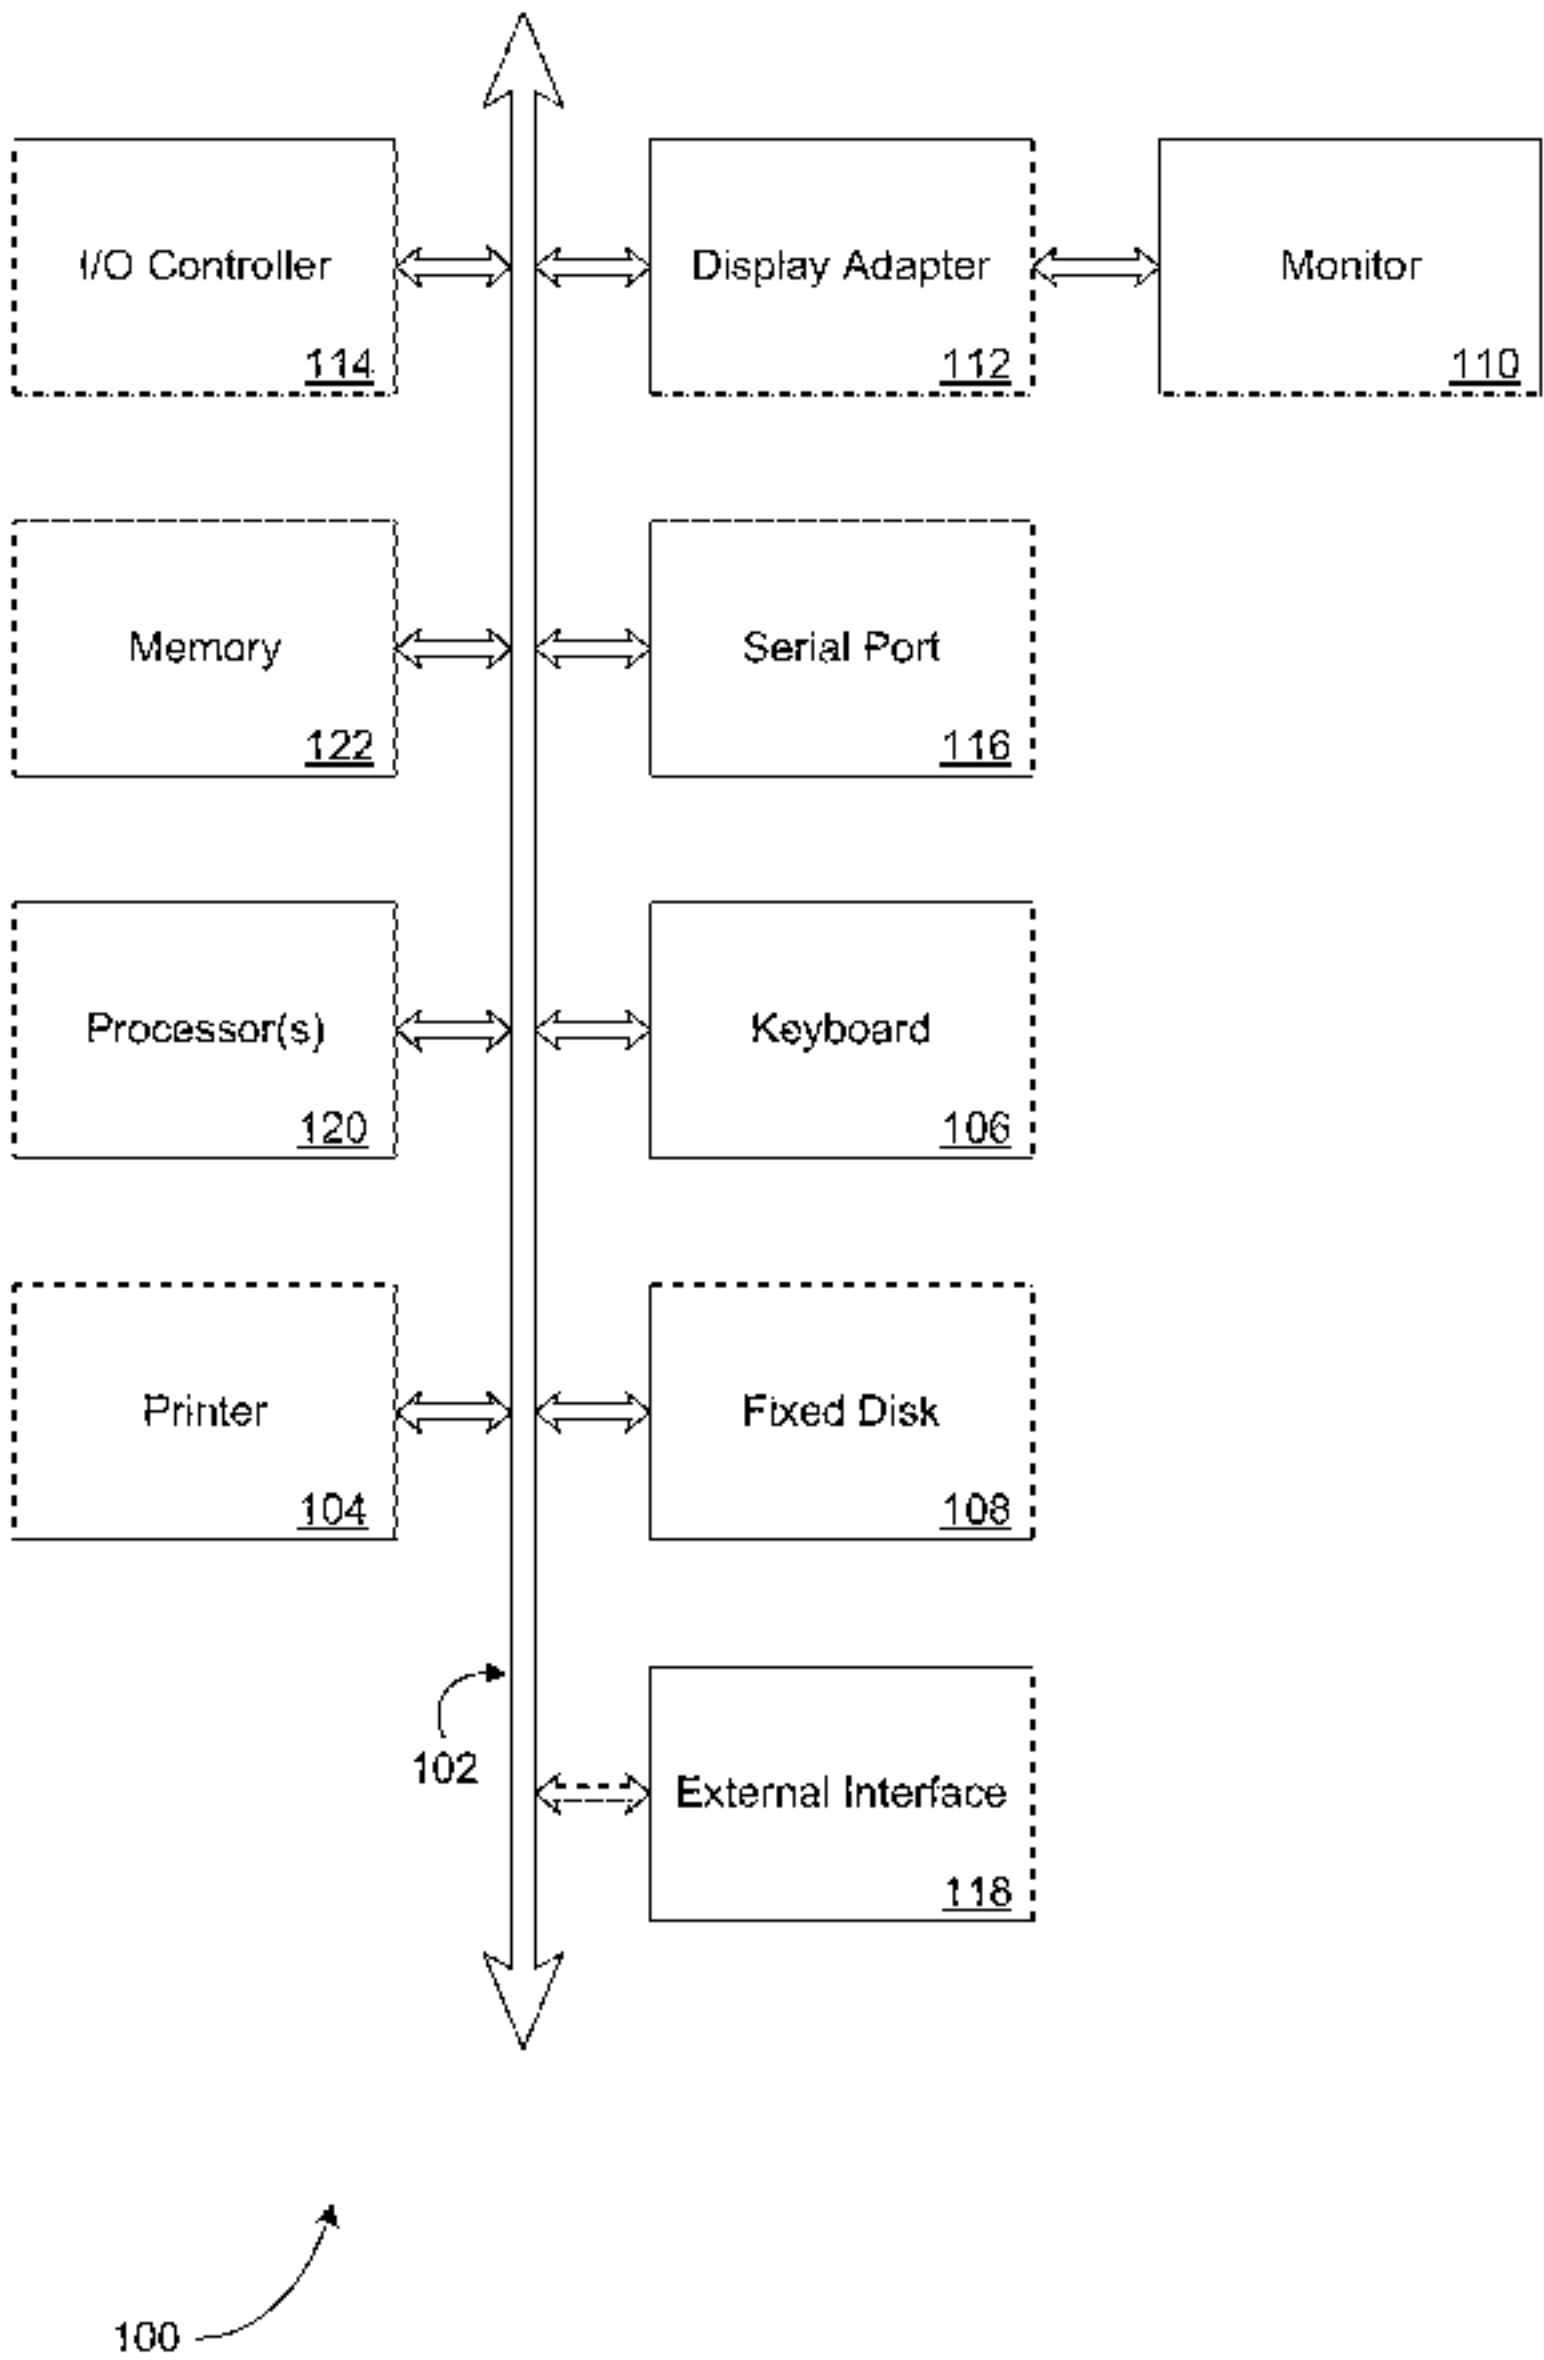 I/O Controller
114
Display Adapter
112
Monitor
110
Memory
122
Serial Port
116
Processor(s)
120
Keyboard
106
Printer
104
Fixed Disk
108
102
External Interface
118
100